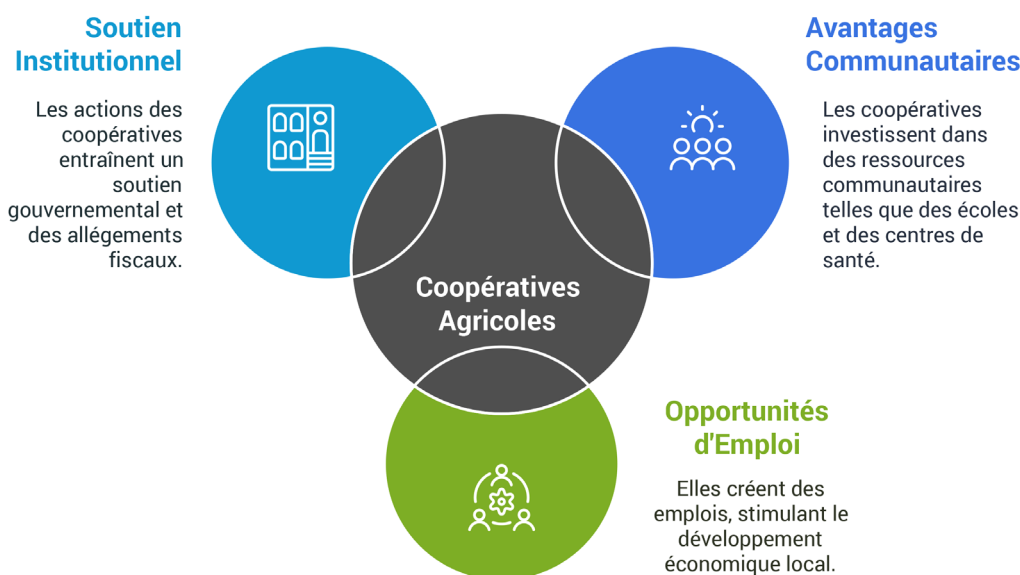 Soutien
Institutionnel
Les actions des
coopératives
entraînent un
soutien
gouvernemental et
des allégements
fiscaux.
Avantages
Communautaires
Les coopératives
investissent dans
des ressources
communautaires
telles que des écoles
et des centres de
santé.
Coopératives
Agricoles
Opportunités
d'Emploi
Elles créent des
emplois, stimulant le
développement
économique local.